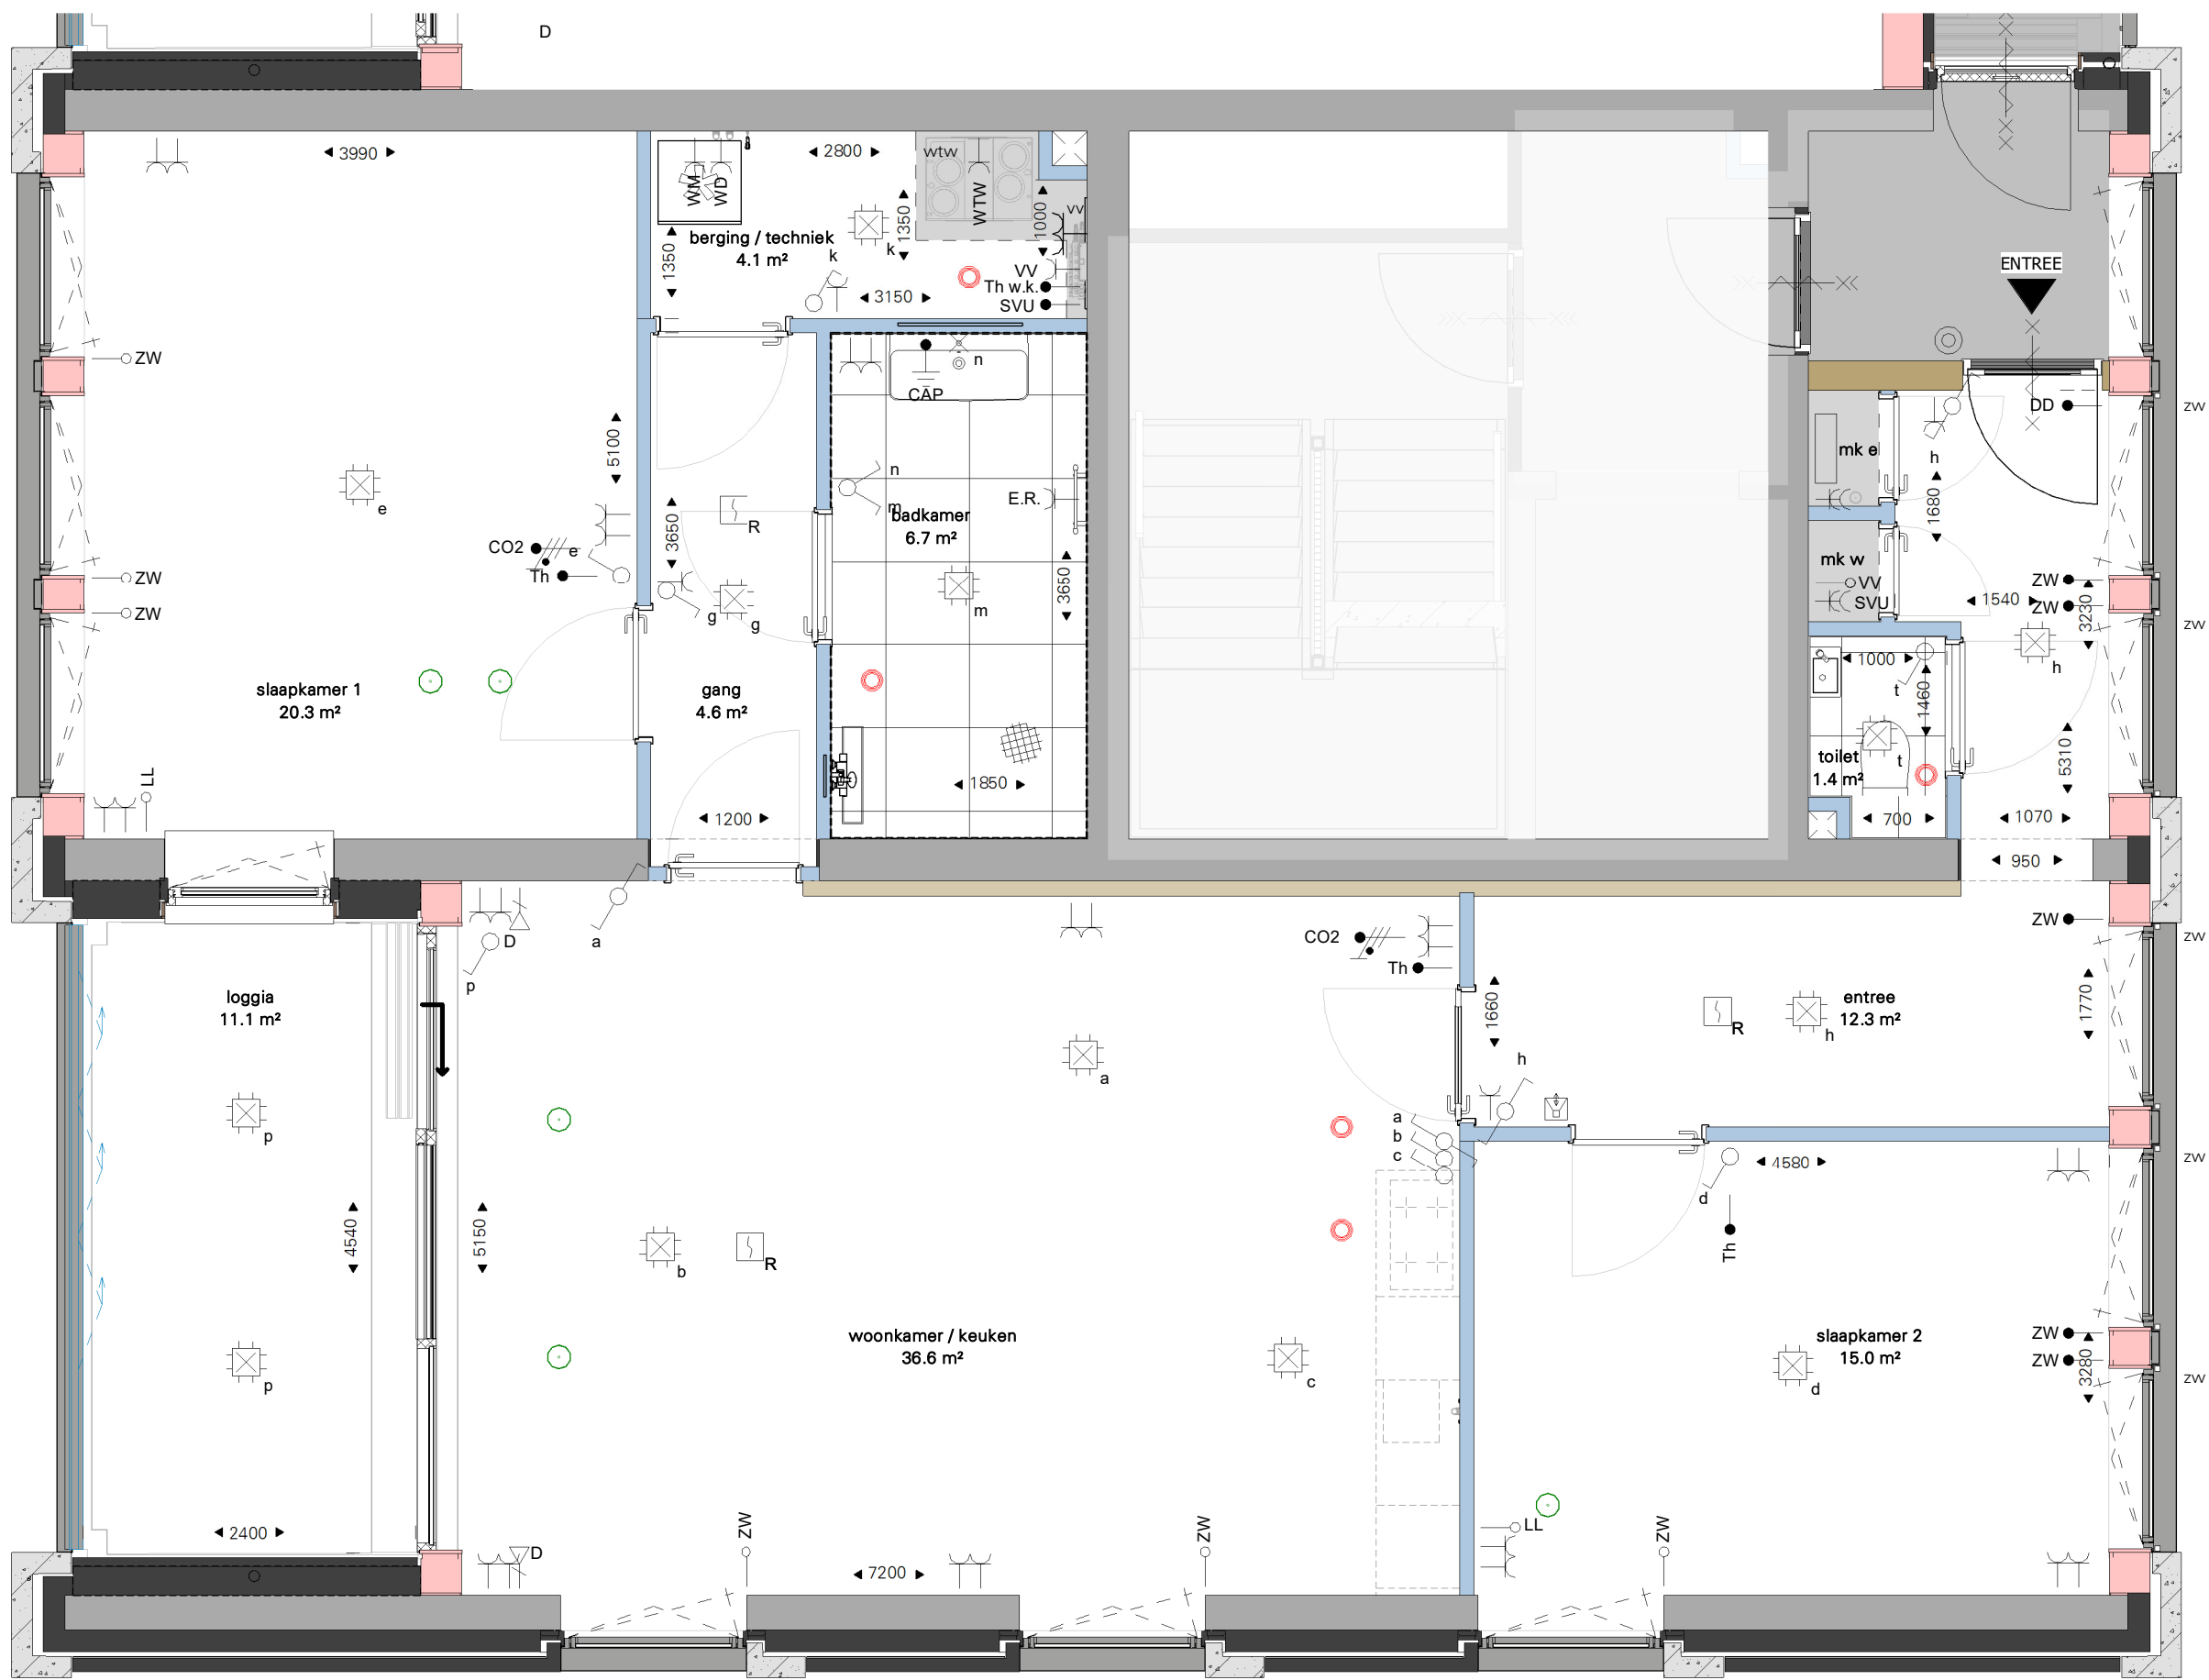 D
3990
2800
wtw
WM
WD
WTW
1350
1000
vv
berging / techniek
4.1 m²
k
k
1350
VV
Th w.k.
SVU
3150
ENTREE
ZW
n
CAP
DD
ZW
5100
mk e
h
n
m
badkamer
6.7 m²
E.R.
e
3650
R
1680
CO2
e
Th
mk w
VV
SVU
ZW
ZW
1540
ZW
ZW
3230
ZW
3650
m
g
g
h
1000
t
1460
slaapkamer 1
20.3 m²
gang
4.6 m²
toilet
1.4 m²
t
5310
LL
1850
1200
700
1070
950
a
D
p
CO2
Th
ZW
ZW
loggia
11.1 m²
1660
entree
12.3 m²
R
h
1770
a
h
p
a
b
c
4580
d
ZW
4540
5150
b
R
Th
woonkamer / keuken
36.6 m²
slaapkamer 2
15.0 m²
ZW
ZW
3280
ZW
p
c
d
2400
ZW
ZW
LL
ZW
D
7200